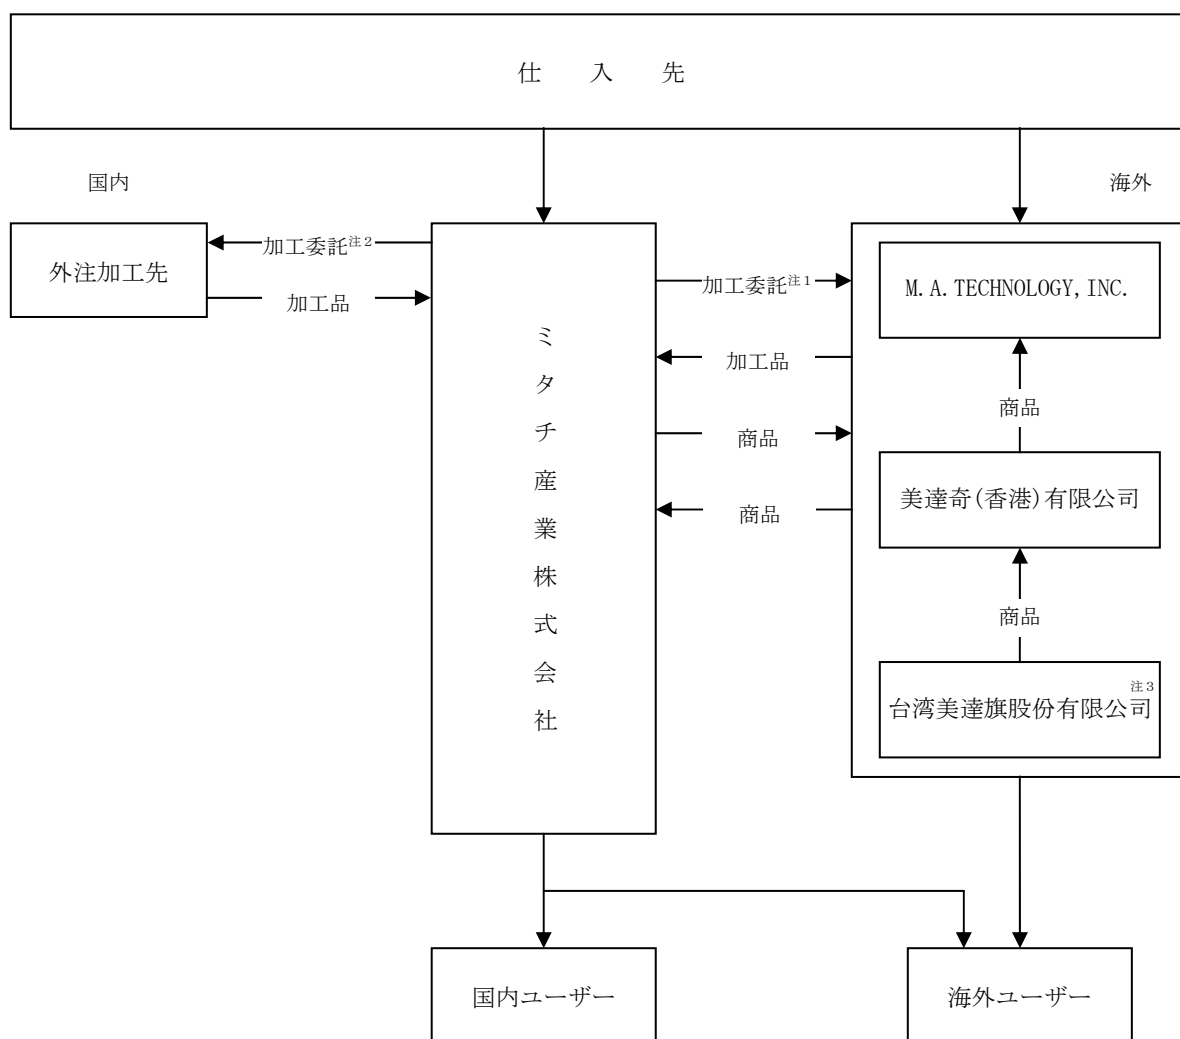 仕　入　先
国内
海外
外注加工先
加工委託注2
加工品
ミタチ産業株式会社
加工委託注1
加工品
商品
商品
M.A.TECHNOLOGY,INC.
商品
美達奇(香港)有限公司
商品
注3
台湾美達旗股份有限公司
国内ユーザー
海外ユーザー